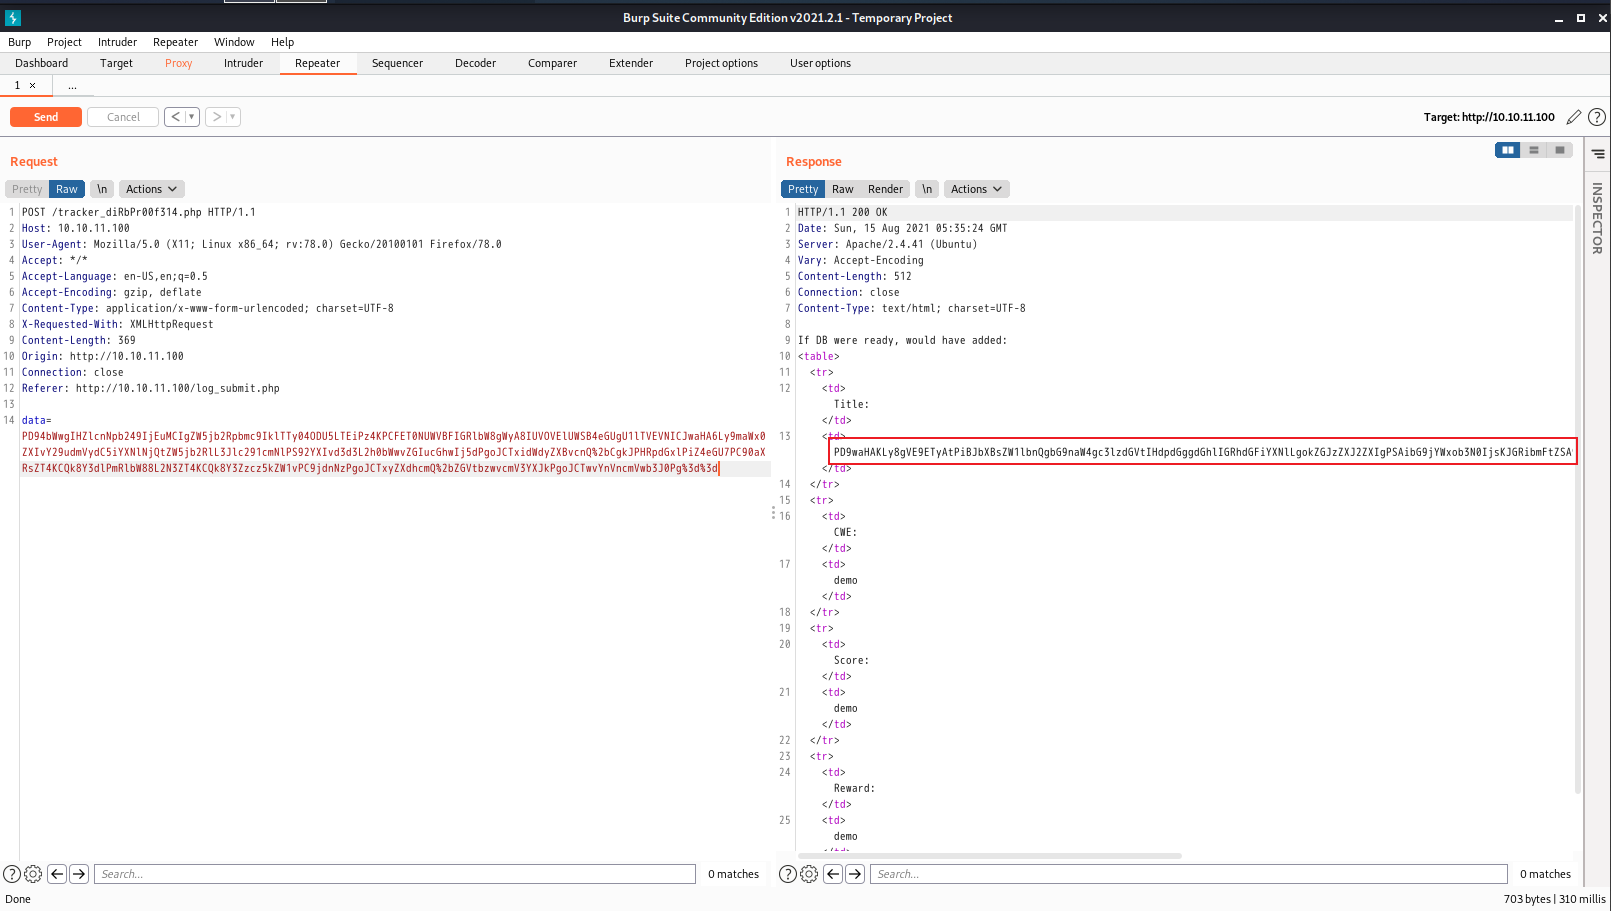 Burp Suite Community Edition v2021.2.1 - Temporary Project
Burp Project Intruder Repeater Window Help
Dashboard Target Proxy Intruder Repeater Sequencer Decoder Comparer Extender Project options User options
1 × ...
Send Cancel < > Target: http://10.10.11.100 ?
Request
Pretty Raw \n Actions
1 POST /tracker_diRbPr00f314.php HTTP/1.1
2 Host: 10.10.11.100
3 User-Agent: Mozilla/5.0 (X11; Linux x86_64; rv:78.0) Gecko/20100101 Firefox/78.0
4 Accept: */*
5 Accept-Language: en-US,en;q=0.5
6 Accept-Encoding: gzip, deflate
7 Content-Type: application/x-www-form-urlencoded; charset=UTF-8
8 X-Requested-With: XMLHttpRequest
9 Content-Length: 369
10 Origin: http://10.10.11.100
11 Connection: close
12 Referer: http://10.10.11.100/log_submit.php
13
14 data=
? Search... 0 matches
Response
Pretty Raw Render \n Actions
INSPECTOR
1 HTTP/1.1 200 OK
2 Date: Sun, 15 Aug 2021 05:35:24 GMT
3 Server: Apache/2.4.41 (Ubuntu)
4 Vary: Accept-Encoding
5 Content-Length: 512
6 Connection: close
7 Content-Type: text/html; charset=UTF-8
8
9 If DB were ready, would have added:
10 <table>
11 <tr>
12 <td>
Title:
</td>
13 <td>
</td>
14 </tr>
15 <tr>
16 <td>
CWE:
</td>
17 <td>
demo
</td>
18 </tr>
19 <tr>
20 <td>
Score:
</td>
21 <td>
demo
</td>
22 </tr>
23 <tr>
24 <td>
Reward:
</td>
25 <td>
demo
? Search... 0 matches
Done 703 bytes | 310 millis